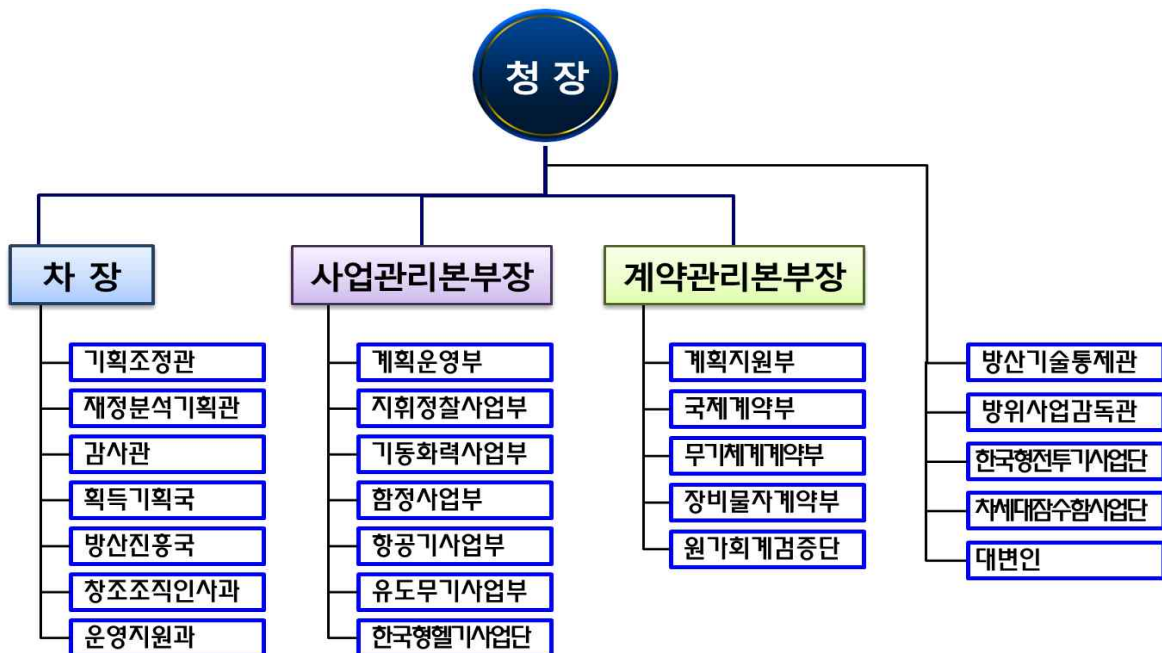 청 장
차 장
기획조정관
재정분석기획관
감사관
획득기획국
방산진흥국
창조조직인사과
운영지원과
사업관리본부장
계획운영부
지휘정찰사업부
기동화력사업부
함정사업부
항공기사업부
유도무기사업부
한국형헬기사업단
계약관리본부장
계획지원부
국제계약부
무기체계계약부
장비물자계약부
원가회계검증단
방산기술통제관
방위사업감독관
한국형전투기사업단
차세대잠수함사업단
대변인